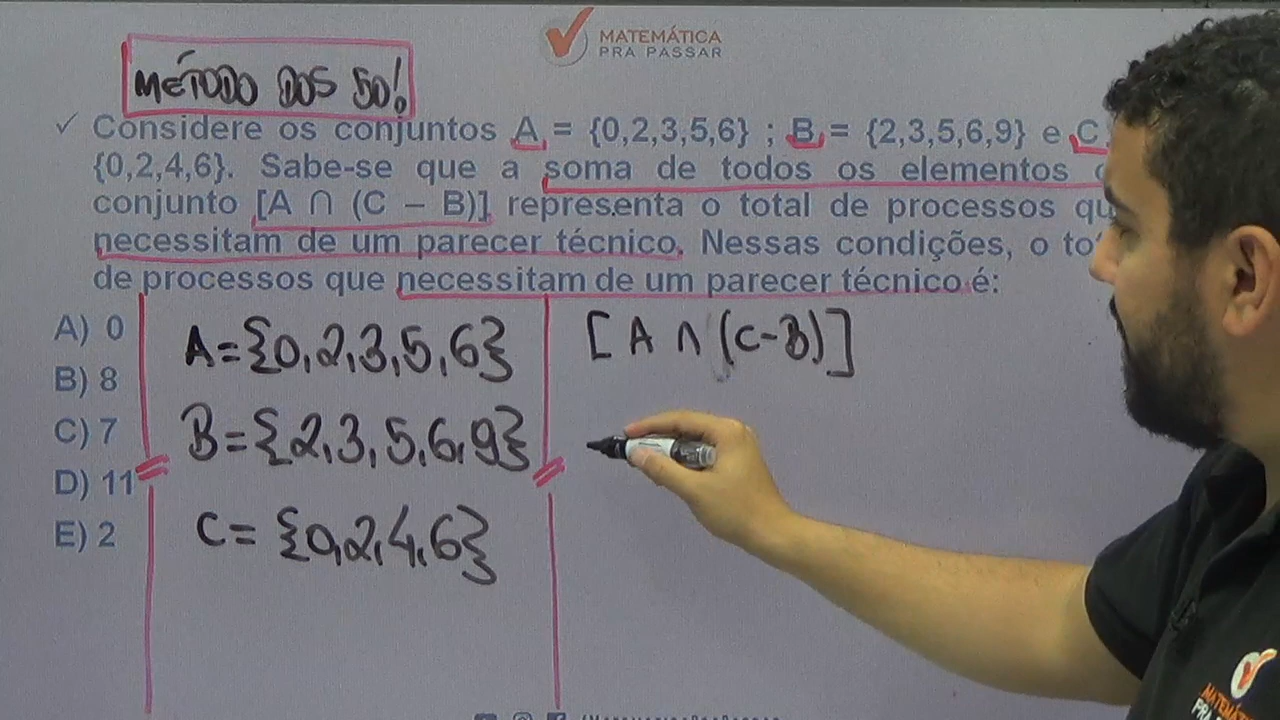 MATEMÁTICA
PRA PASSAR
MÉTODO DOS 50!
✓ Considere os conjuntos A = {0,2,3,5,6} ; B = {2,3,5,6,9} e C
{0,2,4,6}. Sabe-se que a soma de todos os elementos
conjunto [A ∩ (C – B)] representa o total de processos
necessitam de um parecer técnico. Nessas condições, o
de processos que necessitam de um parecer técnico é:
A) 0
B) 8
C) 7
D) 11
E) 2
A={0,2,3,5,6}
B={2,3,5,6,9}
C={0,2,4,6}
[A ∩ (C-B)]